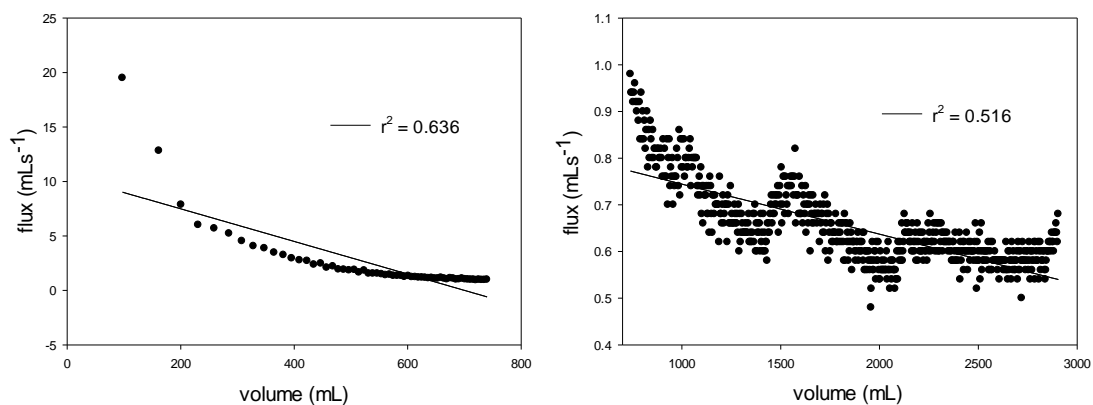 25
20
15
10
5
0
-5
flux (mLs⁻¹)
r² = 0.636
0 200 400 600 800
volume (mL)
1.1
1.0
0.9
0.8
0.7
0.6
0.5
0.4
flux (mLs⁻¹)
r² = 0.516
1000 1500 2000 2500 3000
volume (mL)